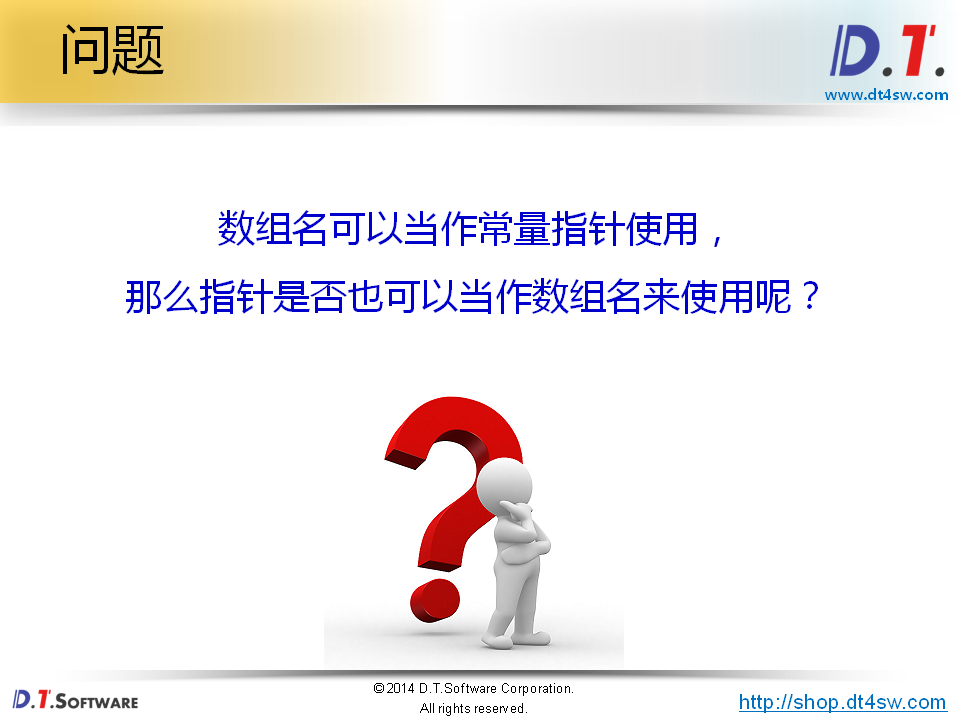 问题
D.T.
www.dt4sw.com
数组名可以当作常量指针使用，
那么指针是否也可以当作数组名来使用呢？
D.T.SOFTWARE
©2014 D.T.Software Corporation.
All rights reserved.
http://shop.dt4sw.com